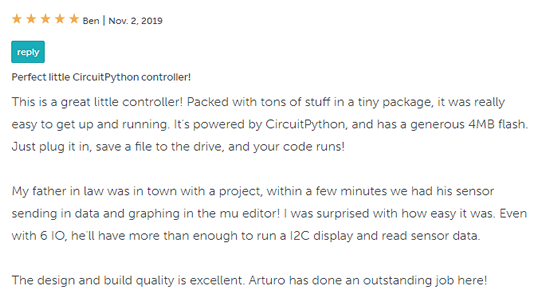 Ben | Nov. 2, 2019
reply
Perfect little CircuitPython controller!
This is a great little controller! Packed with tons of stuff in a tiny package, it was really
easy to get up and running. It's powered by CircuitPython, and has a generous 4MB flash.
Just plug it in, save a file to the drive, and your code runs!
My father in law was in town with a project, within a few minutes we had his sensor
sending in data and graphing in the mu editor! I was surprised with how easy it was. Even
with 6 IO, he'll have more than enough to run a I2C display and read sensor data.
The design and build quality is excellent. Arturo has done an outstanding job here!